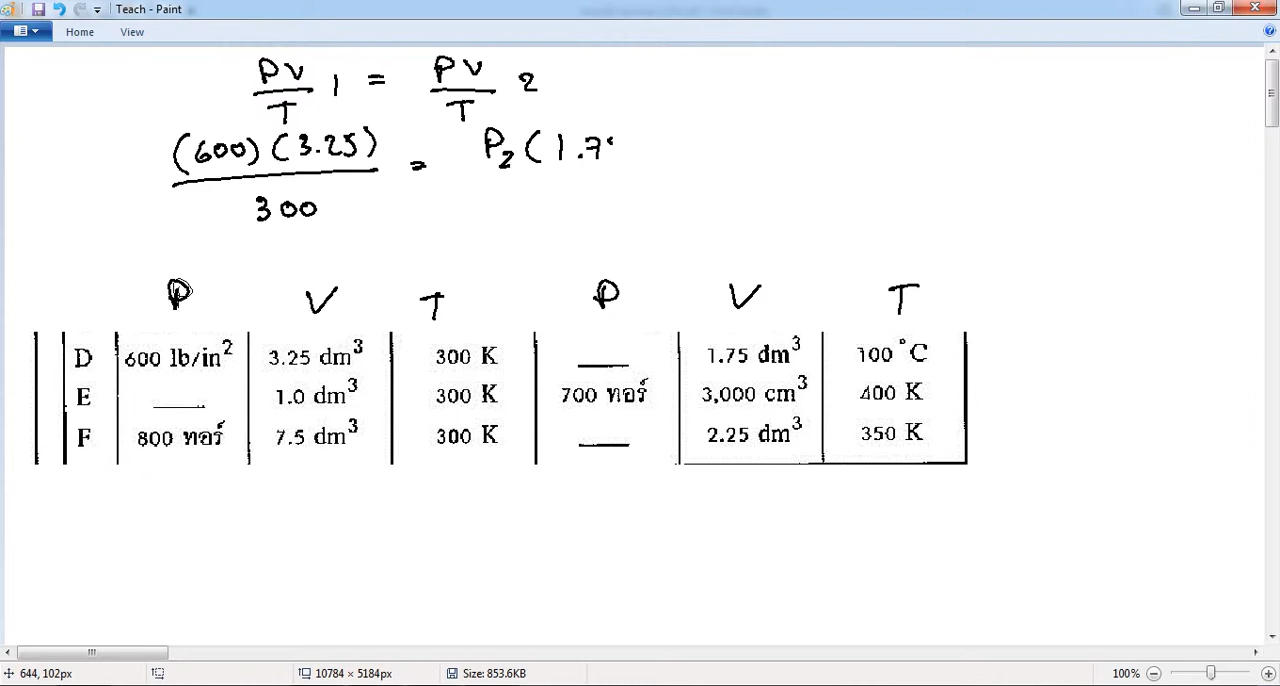 Teach - Paint
Home View
PV/T 1 = PV/T 2
(600)(3.25)/300 = P₂(1.7
P V T P V T
D 600 lb/in² 3.25 dm³ 300 K ____ 1.75 dm³ 100 °C
E ____ 1.0 dm³ 300 K 700 ทอร์ 3,000 cm³ 400 K
F 800 ทอร์ 7.5 dm³ 300 K ____ 2.25 dm³ 350 K
644, 102px 10784 × 5184px Size: 853.6KB 100%